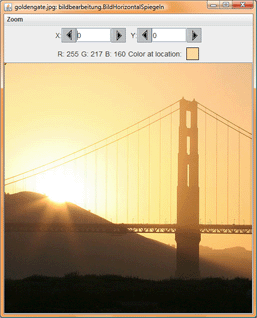 goldengate.jpg: bildbearbeitung.BildHorizontalSpiegeln
Zoom
X: 0 Y: 0
R: 255 G: 217 B: 160 Color at location: